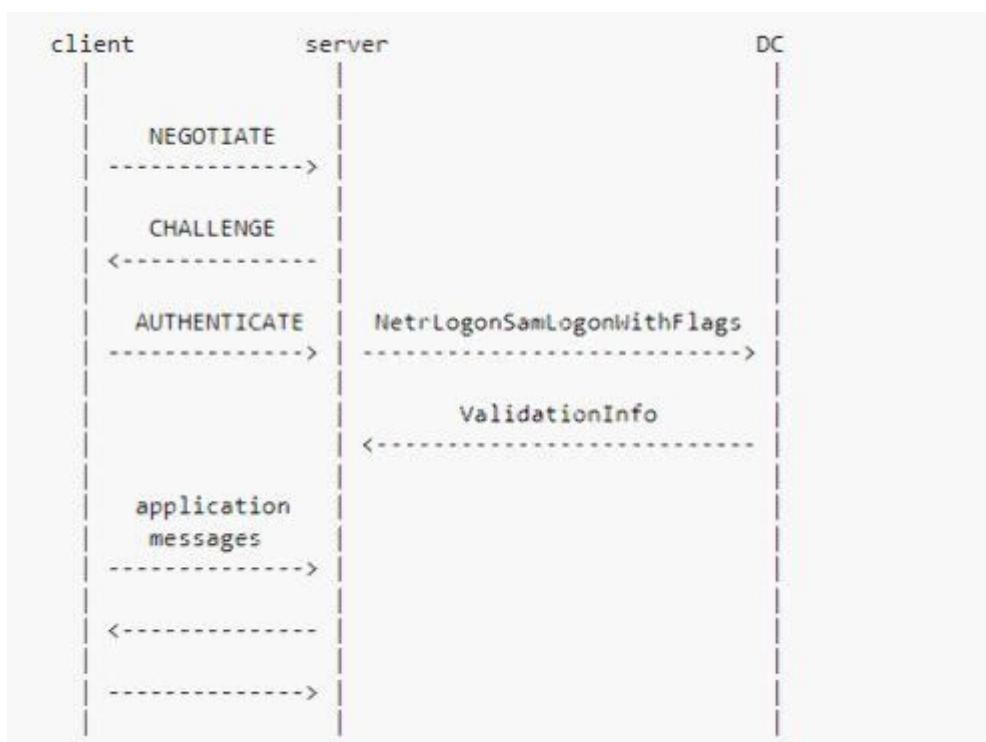 client server DC
NEGOTIATE
--------------->
CHALLENGE
<---------------
AUTHENTICATE NetrLogonSamLogonWithFlags
---------------> ---------------------------->
ValidationInfo
<----------------------------
application
messages
--------------->
<---------------
--------------->